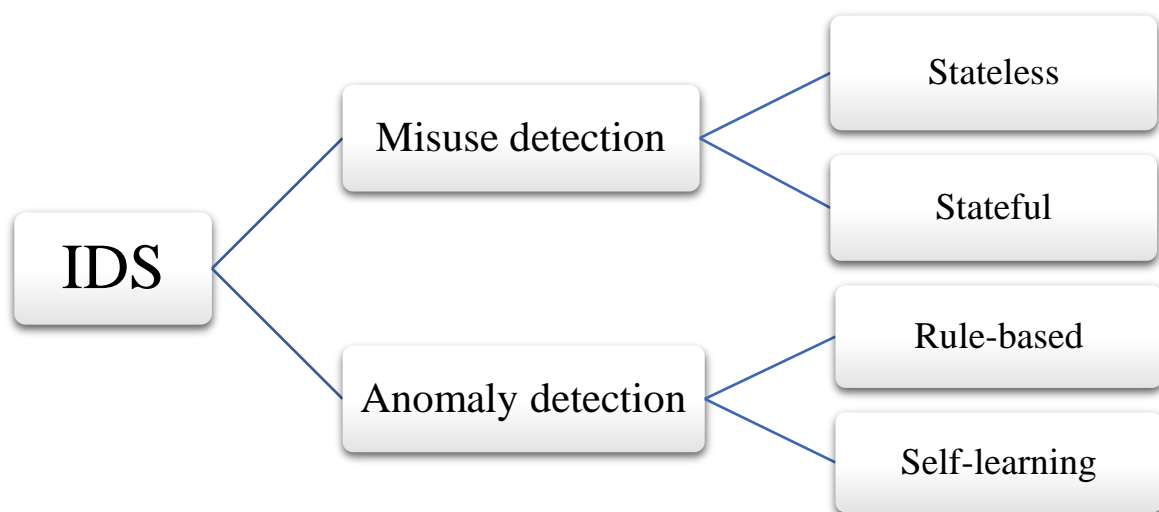 IDS
Misuse detection
Stateless
Stateful
Anomaly detection
Rule-based
Self-learning